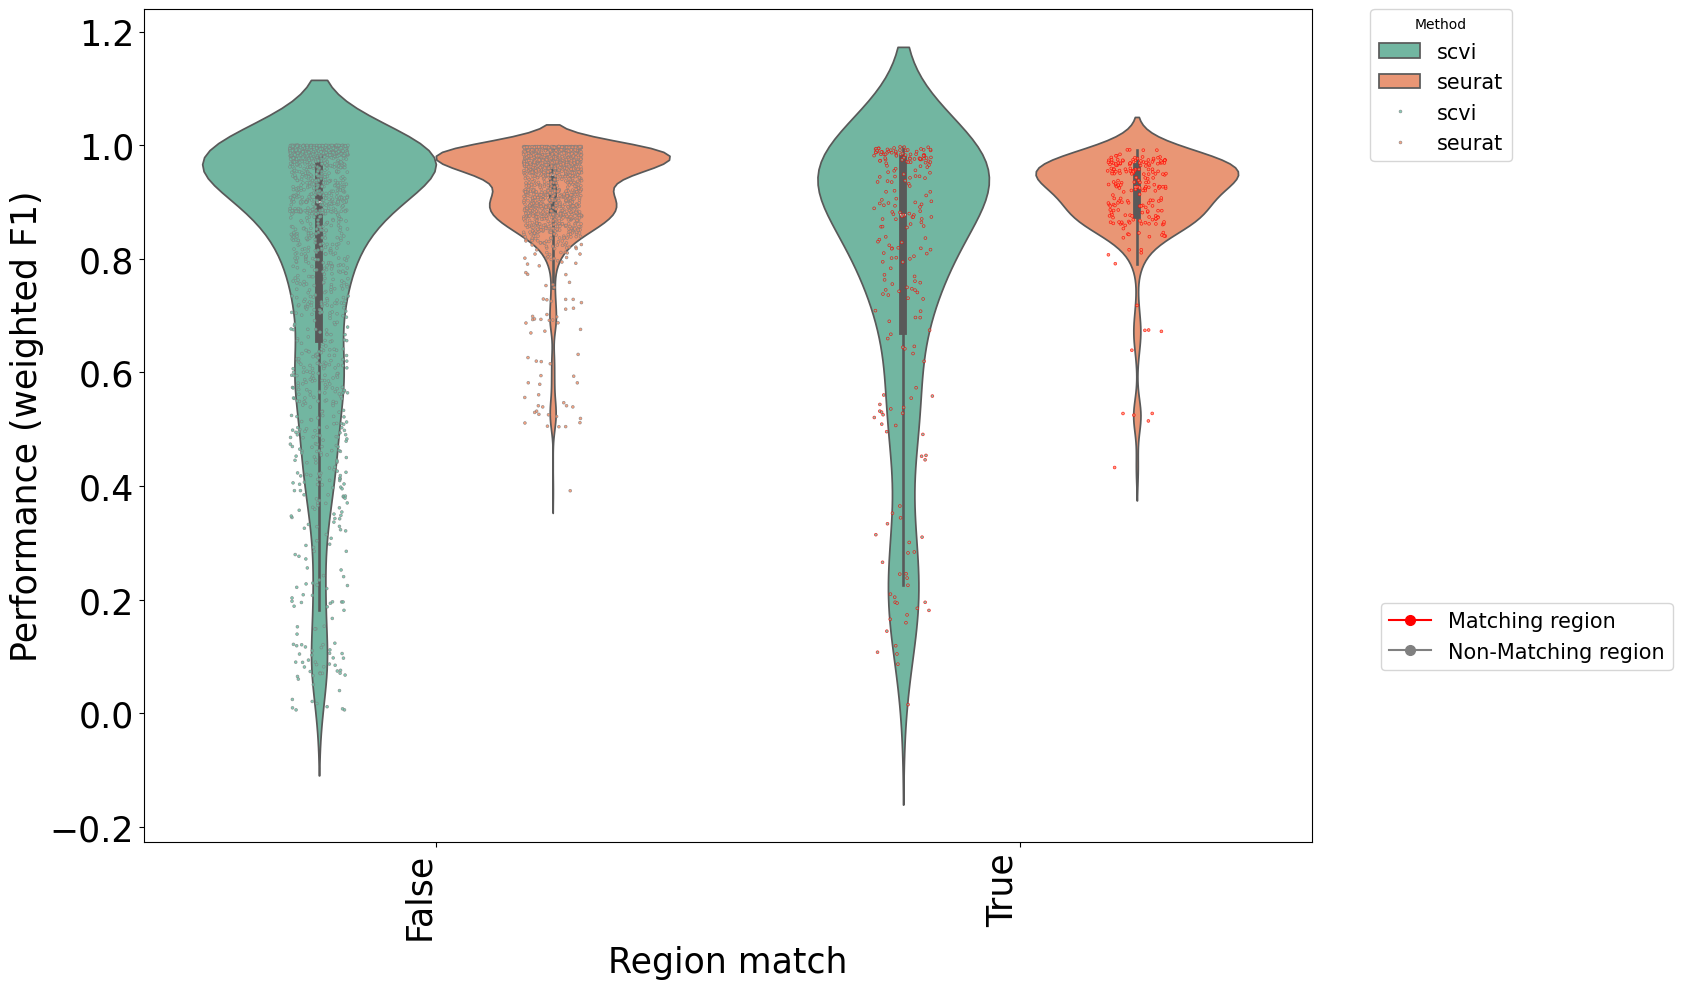 Performance (weighted F1)
1.2
1.0
0.8
0.6
0.4
0.2
0.0
−0.2
False
True
Region match
Method
scvi
seurat
scvi
seurat
Matching region
Non-Matching region